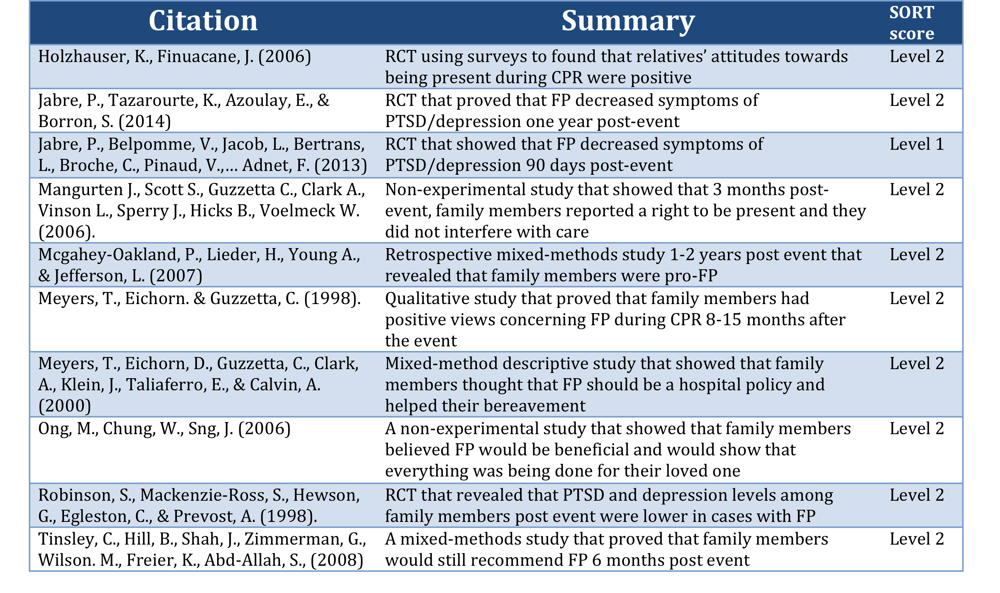 Citation
Summary
SORT
score
Holzhauser, K., Finuacane, J. (2006)
RCT using surveys to found that relatives’ attitudes towards
being present during CPR were positive
Level 2
Jabre, P., Tazarourte, K., Azoulay, E., &
Borron, S. (2014)
RCT that proved that FP decreased symptoms of
PTSD/depression one year post-event
Level 2
Jabre, P., Belpomme, V., Jacob, L., Bertrans,
L., Broche, C., Pinaud, V.,… Adnet, F. (2013)
RCT that showed that FP decreased symptoms of
PTSD/depression 90 days post-event
Level 1
Mangurten J., Scott S., Guzzetta C., Clark A.,
Vinson L., Sperry J., Hicks B., Voelmeck W.
(2006).
Non-experimental study that showed that 3 months post-
event, family members reported a right to be present and they
did not interfere with care
Level 2
Mcgahey-Oakland, P., Lieder, H., Young A.,
& Jefferson, L. (2007)
Retrospective mixed-methods study 1-2 years post event that
revealed that family members were pro-FP
Level 2
Meyers, T., Eichorn. & Guzzetta, C. (1998).
Qualitative study that proved that family members had
positive views concerning FP during CPR 8-15 months after
the event
Level 2
Meyers, T., Eichorn, D., Guzzetta, C., Clark,
A., Klein, J., Taliaferro, E., & Calvin, A.
(2000)
Mixed-method descriptive study that showed that family
members thought that FP should be a hospital policy and
helped their bereavement
Level 2
Ong, M., Chung, W., Sng, J. (2006)
A non-experimental study that showed that family members
believed FP would be beneficial and would show that
everything was being done for their loved one
Level 2
Robinson, S., Mackenzie-Ross, S., Hewson,
G., Egleston, C., & Prevost, A. (1998).
RCT that revealed that PTSD and depression levels among
family members post event were lower in cases with FP
Level 2
Tinsley, C., Hill, B., Shah, J., Zimmerman, G.,
Wilson. M., Freier, K., Abd-Allah, S., (2008)
A mixed-methods study that proved that family members
would still recommend FP 6 months post event
Level 2